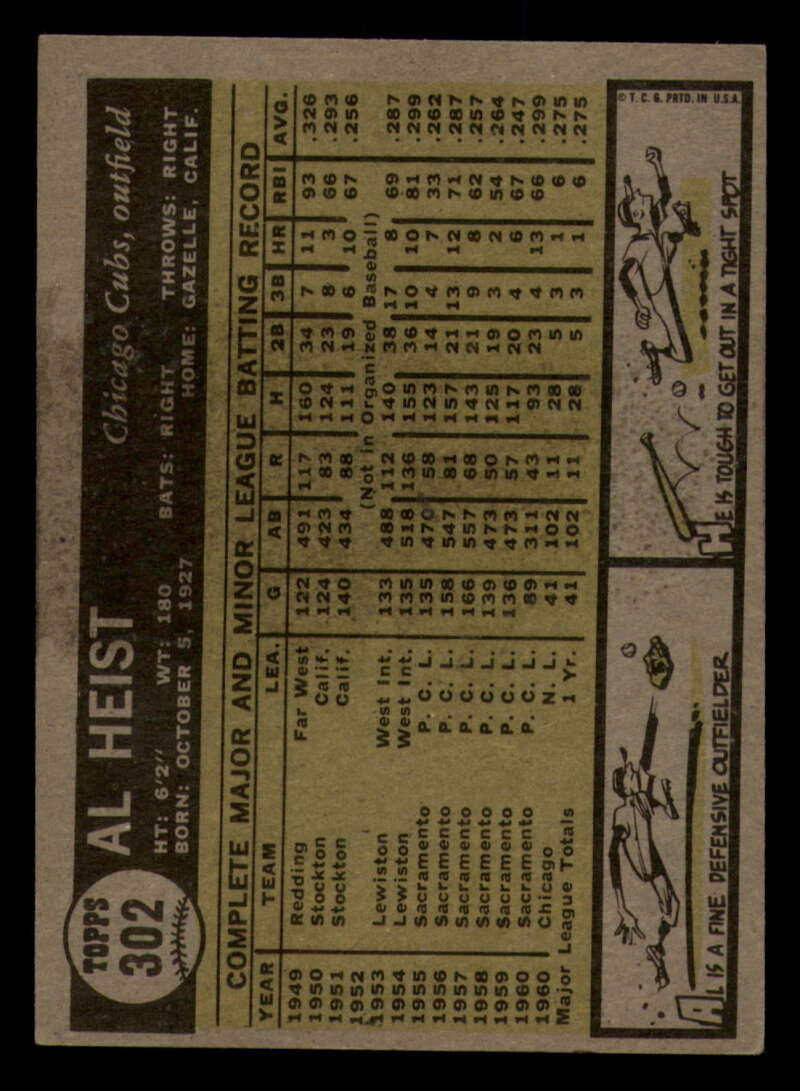 TOPPS
302
AL HEIST Chicago Cubs, outfield
HT: 6'2" WT: 180 BATS: RIGHT THROWS: RIGHT
BORN: OCTOBER 5, 1927 HOME: GAZELLE, CALIF.
COMPLETE MAJOR AND MINOR LEAGUE BATTING RECORD
YEAR TEAM LEA. G AB R H 2B 3B HR RBI AVG.
1949 Redding Far West 122 491 117 160 34 7 11 93 .326
1950 Stockton Calif. 124 423 83 124 23 8 3 66 .293
1951 Stockton Calif. 140 434 88 111 19 6 10 67 .256
1952 (Not in Organized Baseball)
1953 Lewiston West Int. 133 488 112 140 38 17 8 69 .287
1954 Lewiston West Int. 135 518 136 155 36 10 10 81 .299
1955 Sacramento P. C. L. 135 470 58 123 14 4 7 33 .262
1956 Sacramento P. C. L. 158 547 81 157 21 13 12 71 .287
1957 Sacramento P. C. L. 166 557 68 143 21 9 8 62 .257
1958 Sacramento P. C. L. 139 473 50 125 19 3 2 54 .264
1959 Sacramento P. C. L. 136 473 57 117 20 4 6 67 .247
1960 Sacramento P. C. L. 89 311 43 93 23 4 13 66 .299
1960 Chicago N. L. 41 102 11 28 5 3 1 6 .275
Major League Totals 1 Yr. 41 102 11 28 5 3 1 6 .275
© T. C. G. PRTD. IN U.S.A.
AL IS A FINE DEFENSIVE OUTFIELDER
HE IS TOUGH TO GET OUT IN A TIGHT SPOT